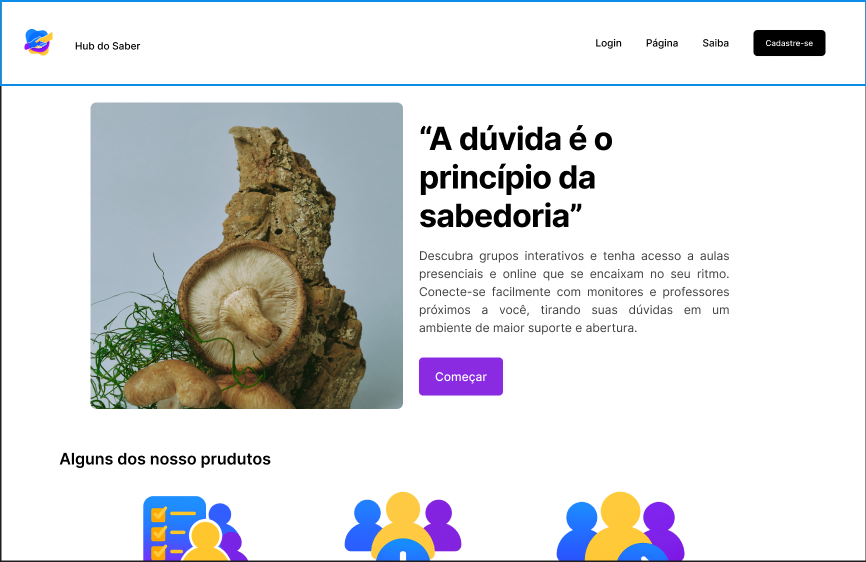 Hub do Saber
Login
Página
Saiba
Cadastre-se
“A dúvida é o
princípio da
sabedoria”
Descubra grupos interativos e tenha acesso a aulas
presenciais e online que se encaixam no seu ritmo.
Conecte-se facilmente com monitores e professores
próximos a você, tirando suas dúvidas em um
ambiente de maior suporte e abertura.
Começar
Alguns dos nosso prudutos